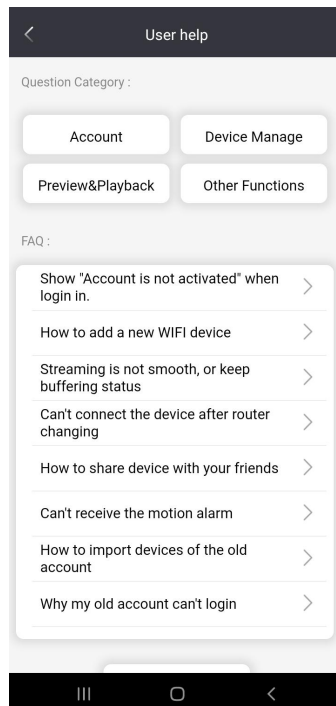 User help
Question Category :
Account
Device Manage
Preview&Playback
Other Functions
FAQ :
Show "Account is not activated" when
login in.
How to add a new WIFI device
Streaming is not smooth, or keep
buffering status
Can't connect the device after router
changing
How to share device with your friends
Can't receive the motion alarm
How to import devices of the old
account
Why my old account can't login